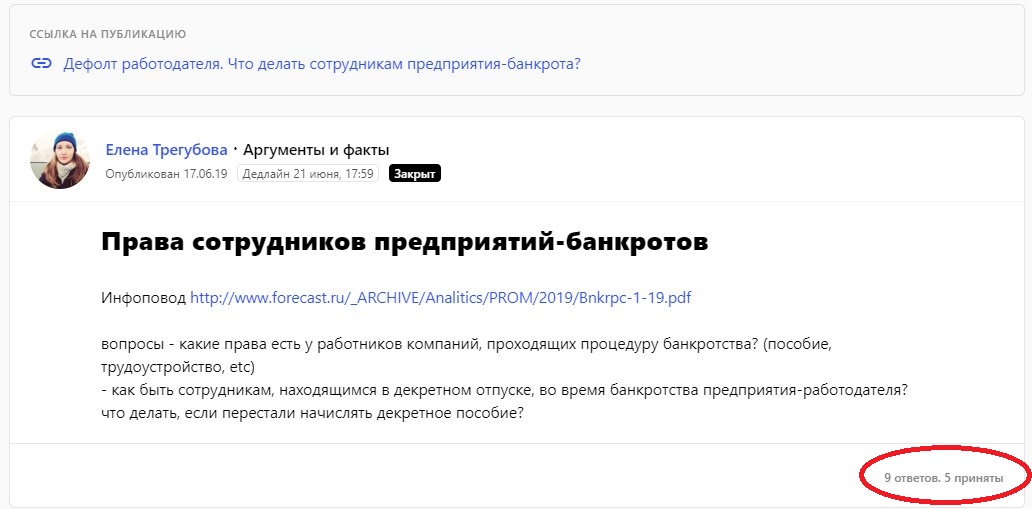 ССЫЛКА НА ПУБЛИКАЦИЮ
Дефолт работодателя. Что делать сотрудникам предприятия-банкрота?
Елена Трегубова · Аргументы и факты
Опубликован 17.06.19 Дедлайн 21 июня, 17:59 Закрыт
Права сотрудников предприятий-банкротов
Инфоповод http://www.forecast.ru/_ARCHIVE/Analitics/PROM/2019/Bnkrpc-1-19.pdf
вопросы - какие права есть у работников компаний, проходящих процедуру банкротства? (пособие,
трудоустройство, etc)
- как быть сотрудникам, находящимся в декретном отпуске, во время банкротства предприятия-работодателя?
что делать, если перестали начислять декретное пособие?
9 ответов. 5 приняты